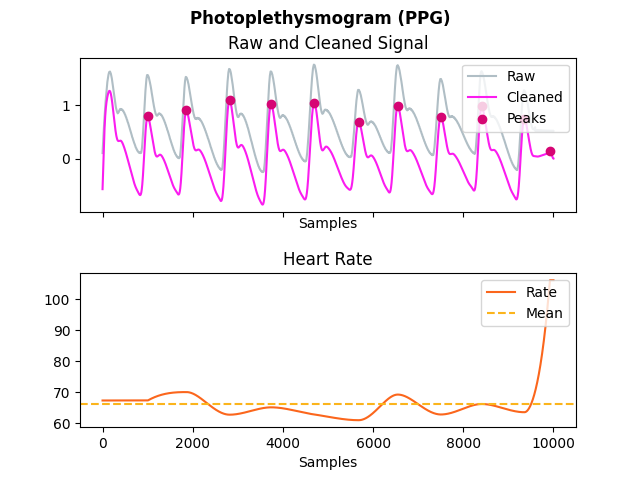 Photoplethysmogram (PPG)
Raw and Cleaned Signal
1
0
Raw
Cleaned
Peaks
Samples
Heart Rate
100
90
80
70
60
Rate
Mean
0 2000 4000 6000 8000 10000
Samples